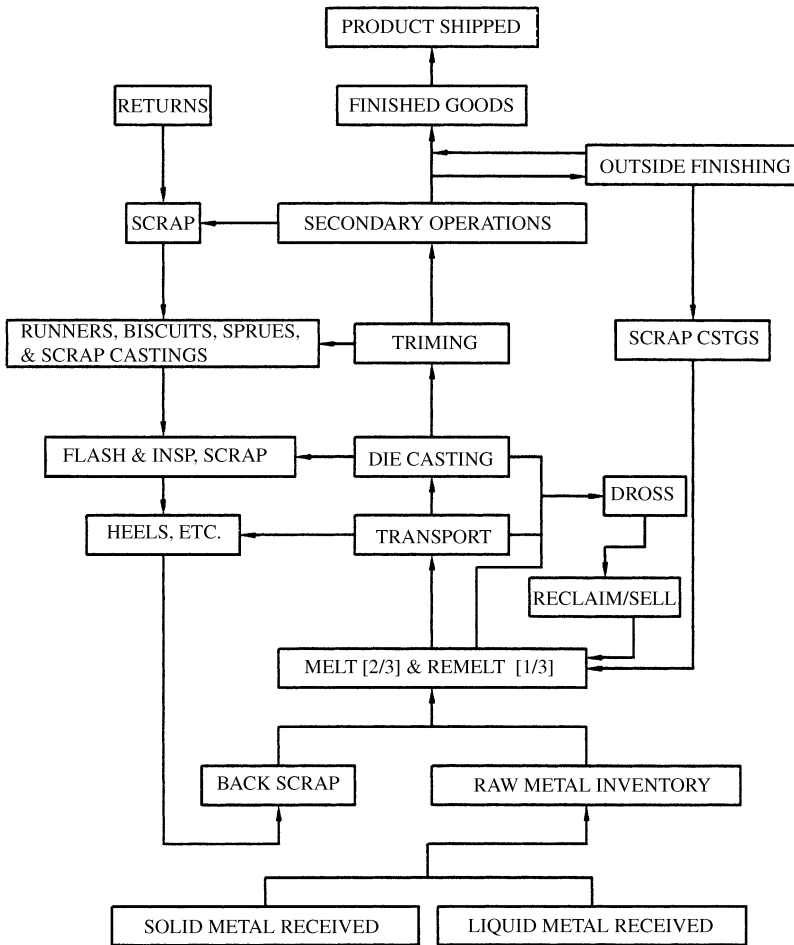 PRODUCT SHIPPED
RETURNS
FINISHED GOODS
OUTSIDE FINISHING
SCRAP
SECONDARY OPERATIONS
RUNNERS, BISCUITS, SPRUES,
& SCRAP CASTINGS
TRIMING
SCRAP CSTGS
FLASH & INSP, SCRAP
DIE CASTING
DROSS
HEELS, ETC.
TRANSPORT
RECLAIM/SELL
MELT [2/3] & REMELT [1/3]
BACK SCRAP
RAW METAL INVENTORY
SOLID METAL RECEIVED
LIQUID METAL RECEIVED